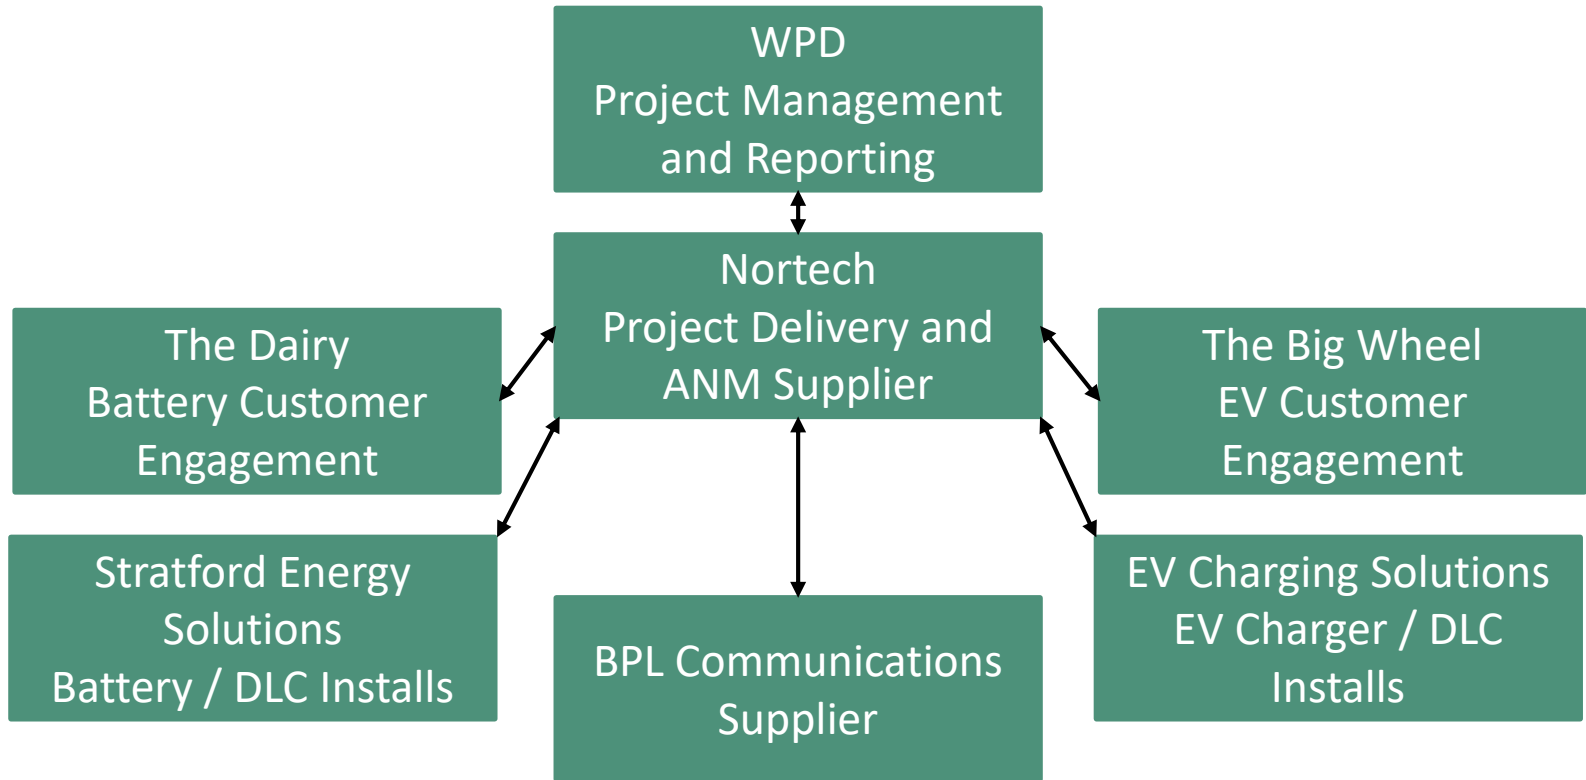 WPD
Project Management
and Reporting
Nortech
Project Delivery and
ANM Supplier
The Dairy
Battery Customer
Engagement
The Big Wheel
EV Customer
Engagement
Stratford Energy
Solutions
Battery / DLC Installs
BPL Communications
Supplier
EV Charging Solutions
EV Charger / DLC
Installs